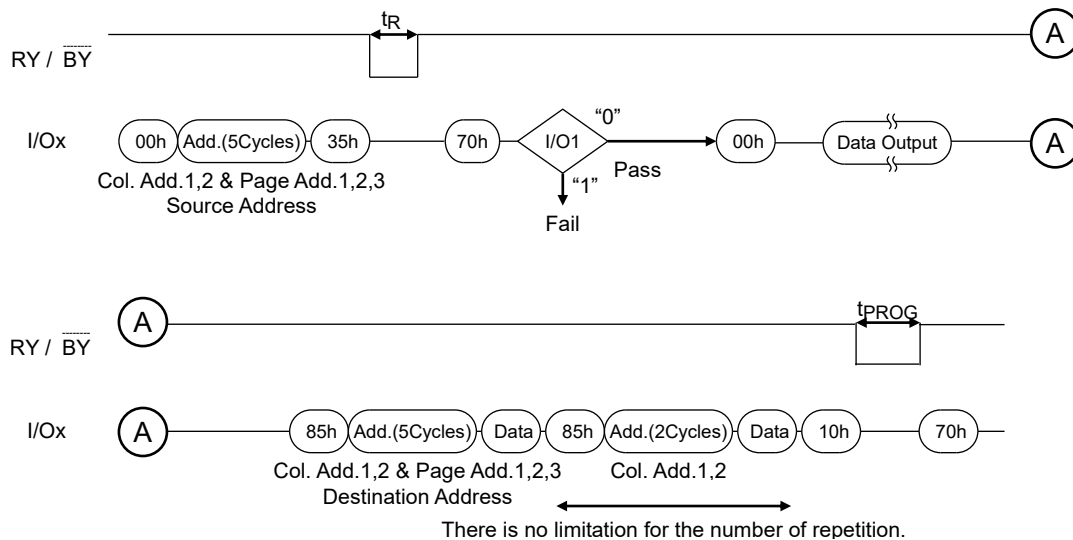 tR
RY / BY
A
I/Ox
00h Add.(5Cycles) 35h 70h I/O1 "0" 00h Data Output A
Pass
"1"
Col. Add.1,2 & Page Add.1,2,3
Source Address
Fail
A
tPROG
RY / BY
I/Ox
A 85h Add.(5Cycles) Data 85h Add.(2Cycles) Data 10h 70h
Col. Add.1,2 & Page Add.1,2,3 Col. Add.1,2
Destination Address
There is no limitation for the number of repetition.